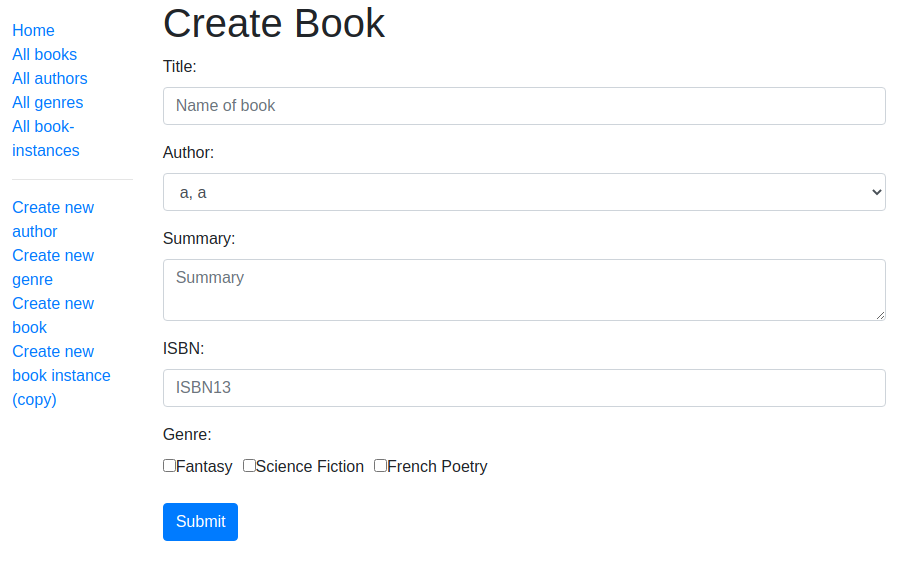 Home
All books
All authors
All genres
All book-
instances
Create new
author
Create new
genre
Create new
book
Create new
book instance
(copy)
Create Book
Title:
Name of book
Author:
a, a
Summary:
Summary
ISBN:
ISBN13
Genre:
Fantasy Science Fiction French Poetry
Submit